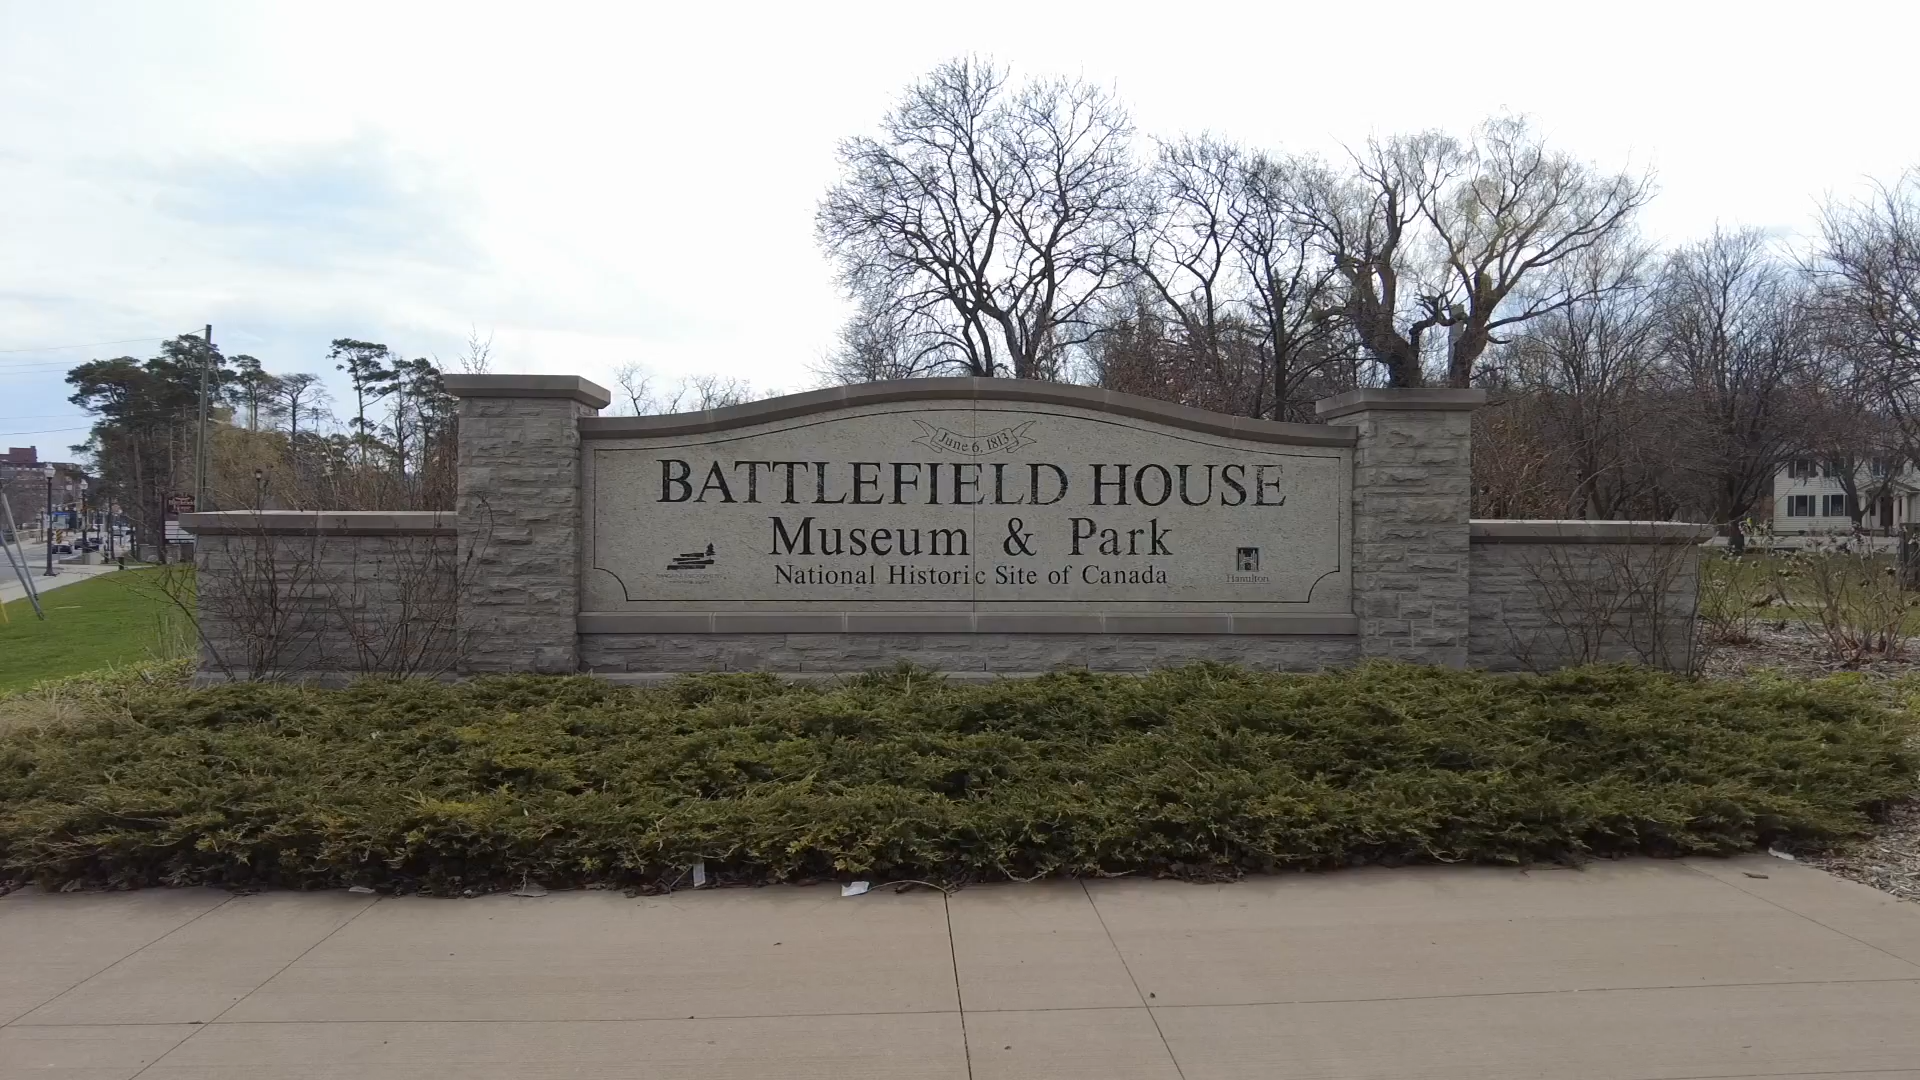 June 6, 1813
BATTLEFIELD HOUSE
Museum & Park
National Historic Site of Canada
Hamilton